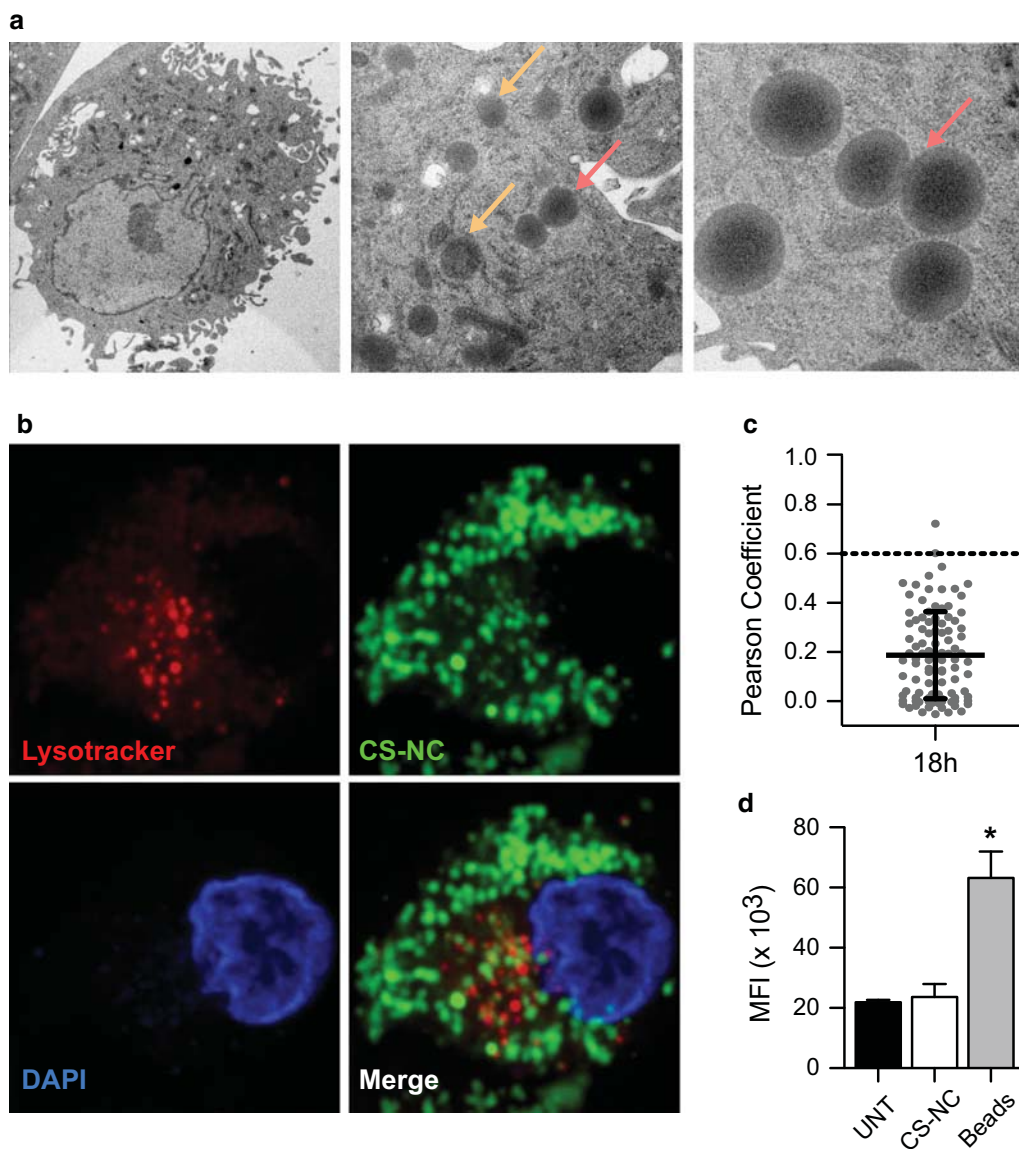 a
b
Lysotracker
CS-NC
DAPI
Merge
c
Pearson Coefficient
1.0
0.8
0.6
0.4
0.2
0.0
18h
d
MFI (x 10³)
80
60
40
20
0
*
UNT
CS-NC
Beads